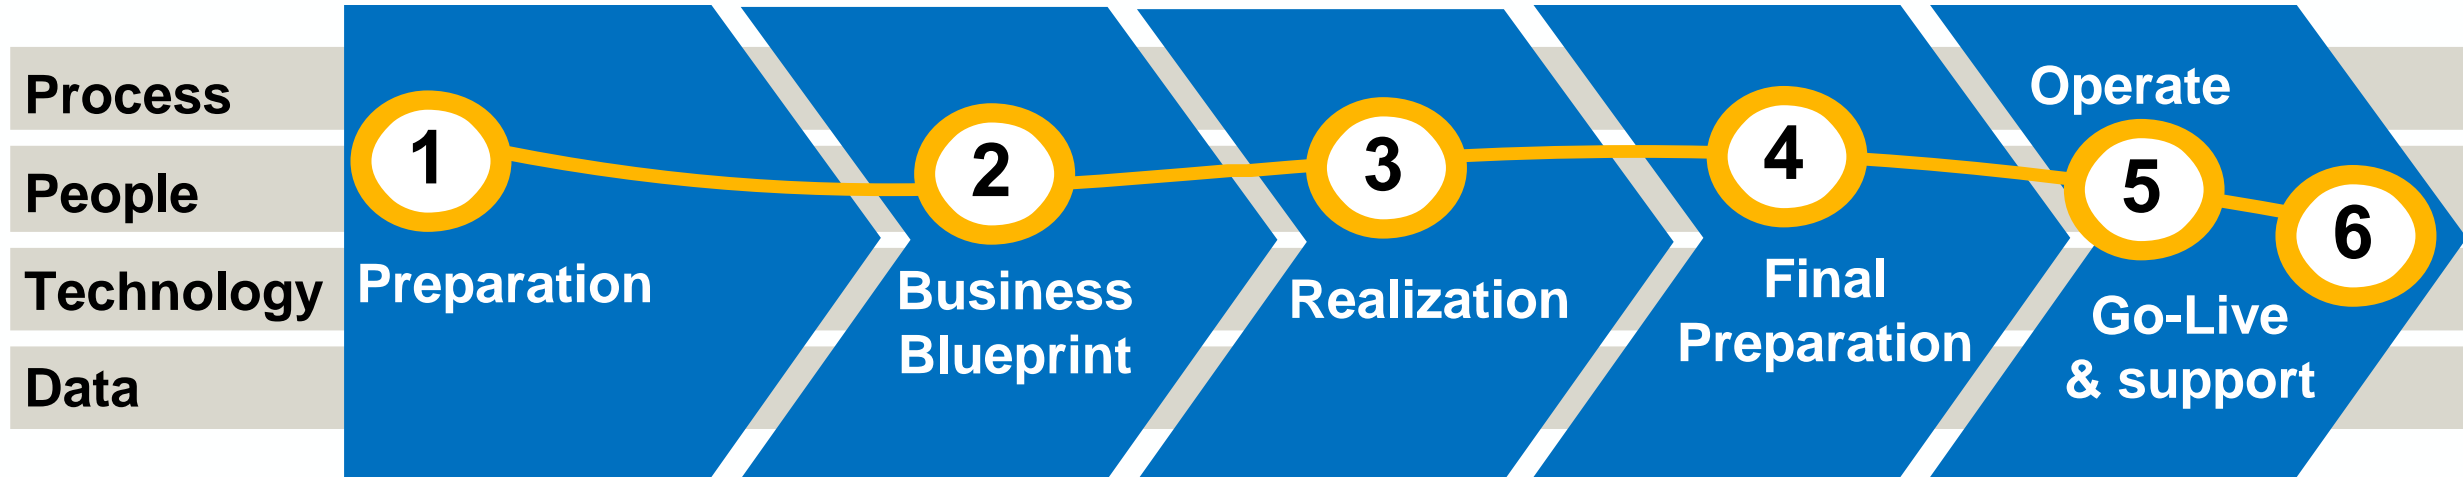 Process
People
Technology
Data
1
Preparation
2
Business
Blueprint
3
Realization
4
Final
Preparation
Operate
5
6
Go-Live
& support